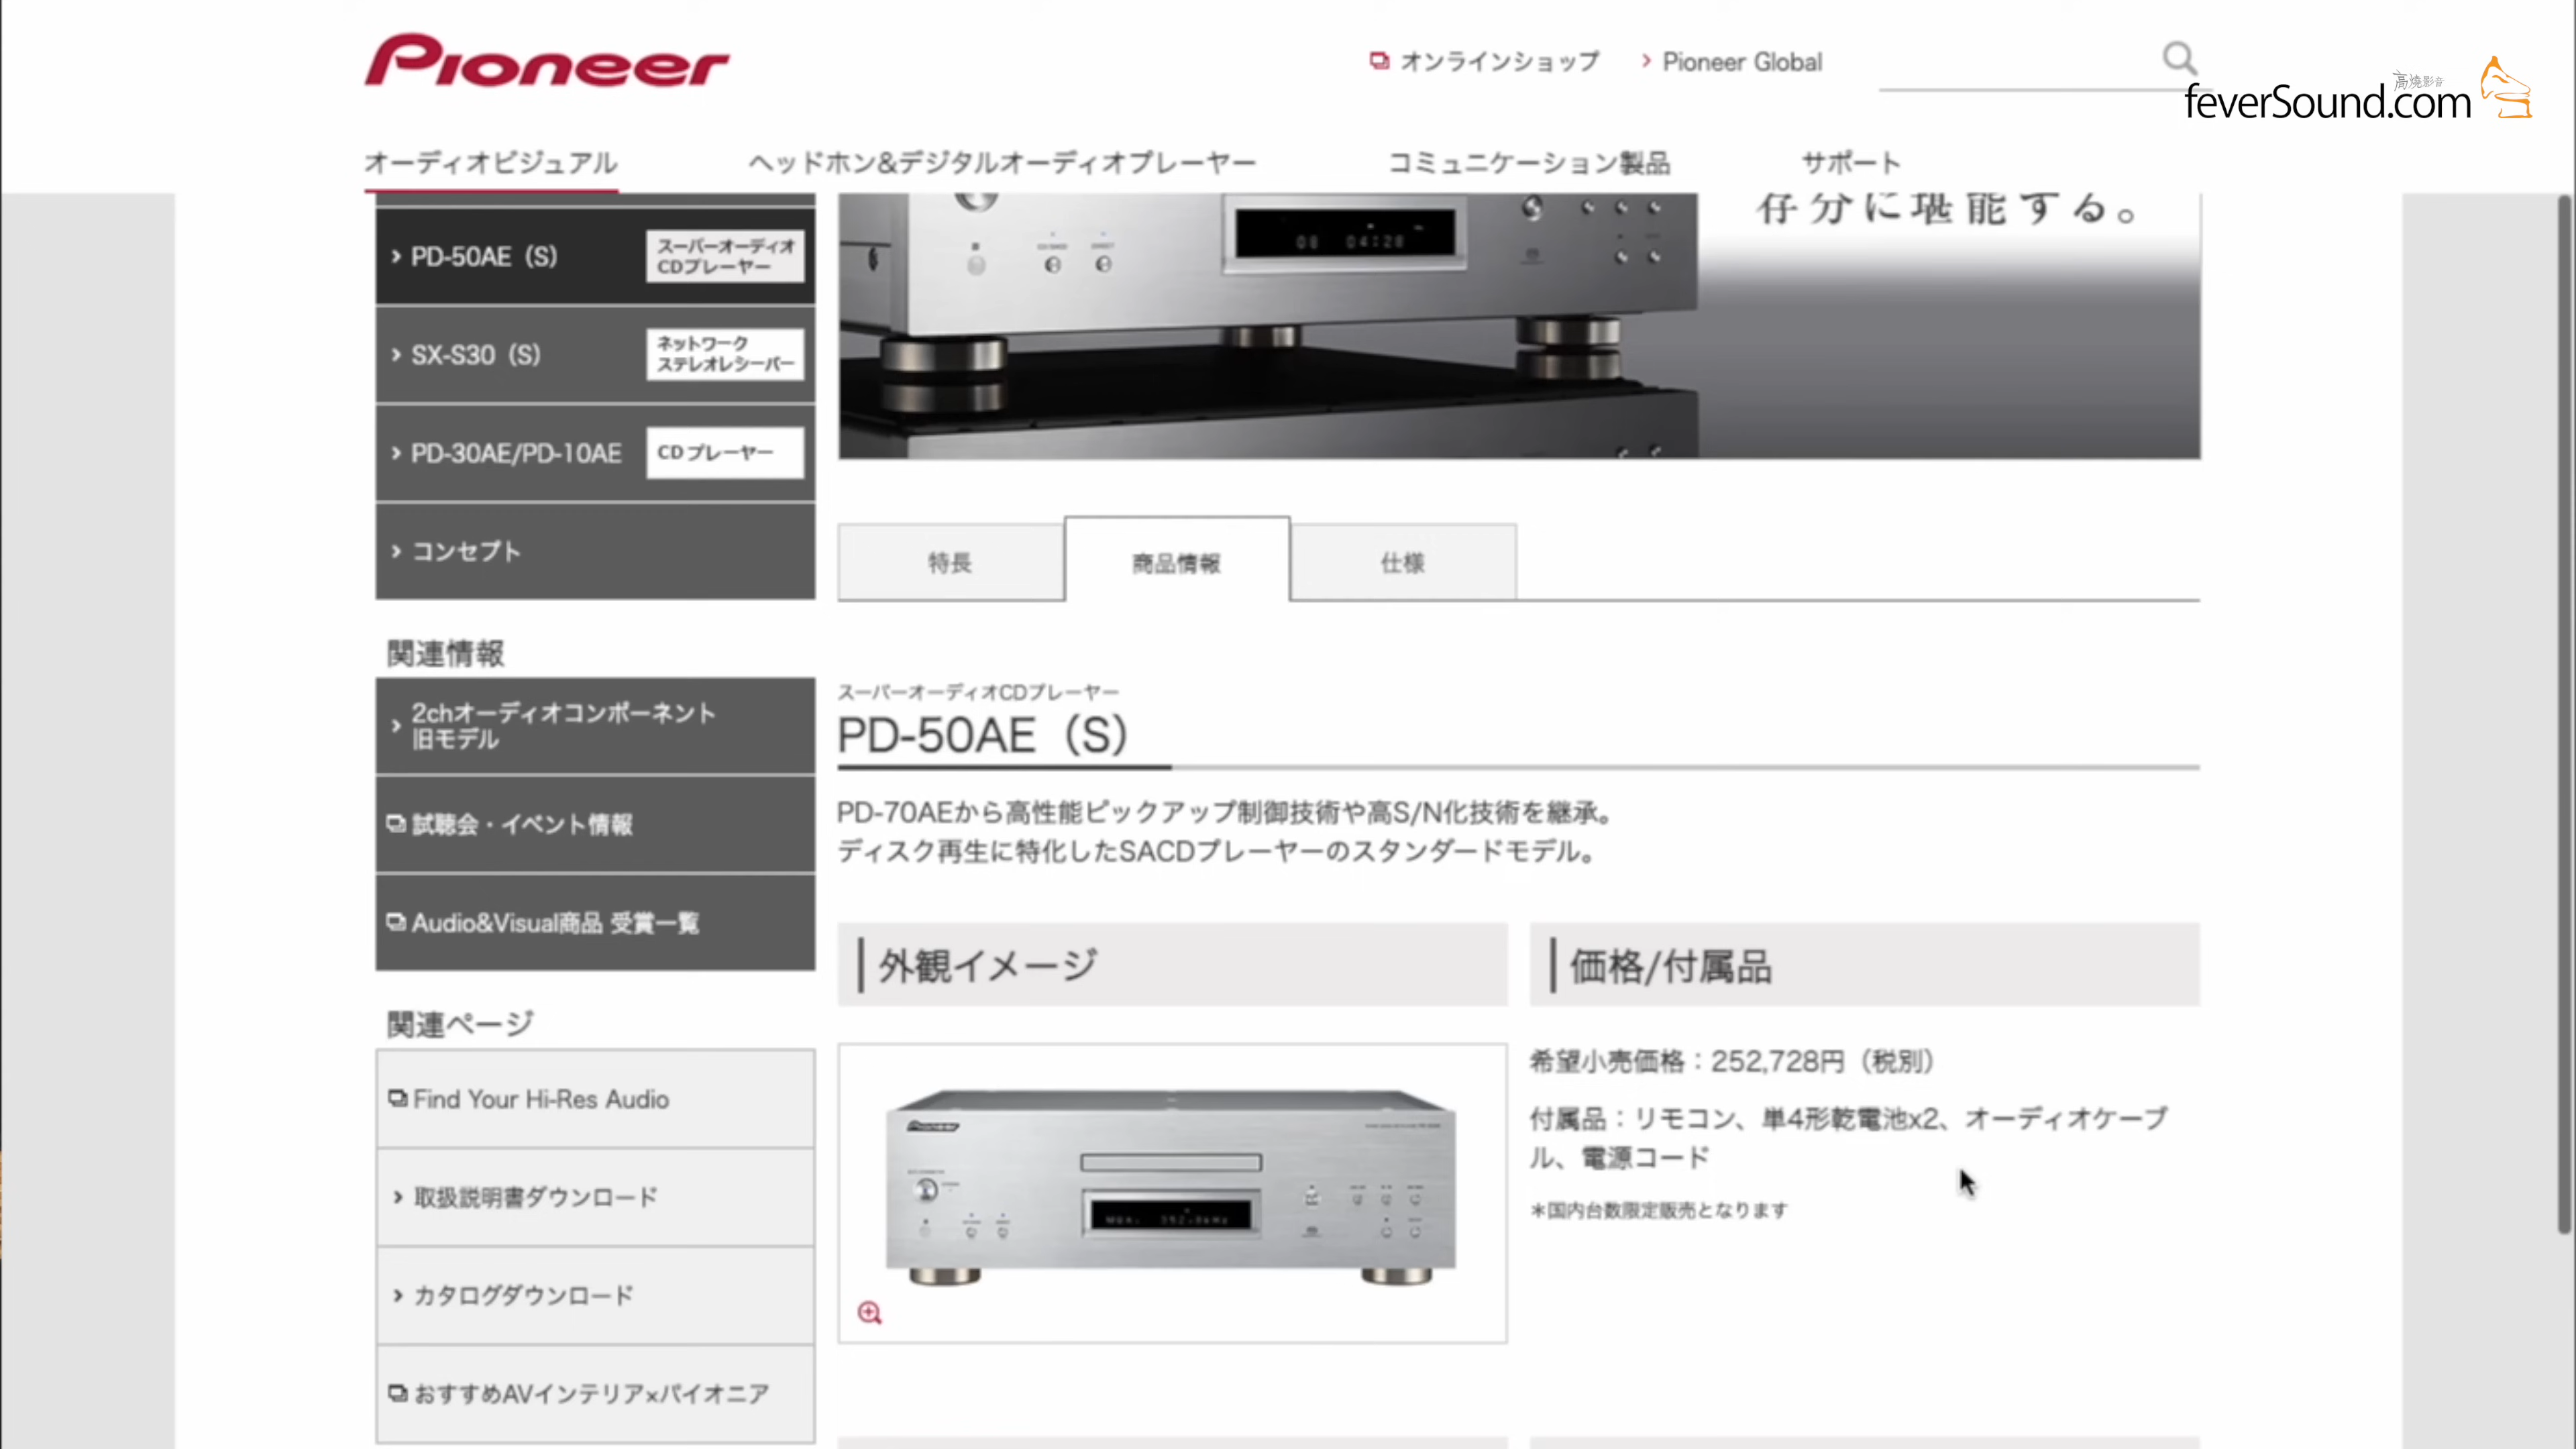 Pioneer
オンラインショップ
Pioneer Global
高燒影音
feverSound.com
オーディオビジュアル
ヘッドホン&デジタルオーディオプレーヤー
コミュニケーション製品
サポート
存分に堪能する。
PD-50AE（S）
スーパーオーディオ
CDプレーヤー
SX-S30（S）
ネットワーク
ステレオレシーバー
PD-30AE/PD-10AE
CDプレーヤー
コンセプト
08 04:28
特長
商品情報
仕様
関連情報
2chオーディオコンポーネント
旧モデル
試聴会・イベント情報
Audio&Visual商品 受賞一覧
スーパーオーディオCDプレーヤー
PD-50AE（S）
PD-70AEから高性能ピックアップ制御技術や高S/N化技術を継承。
ディスク再生に特化したSACDプレーヤーのスタンダードモデル。
外観イメージ
価格/付属品
関連ページ
Find Your Hi-Res Audio
取扱説明書ダウンロード
カタログダウンロード
おすすめAVインテリア×パイオニア
Pioneer
希望小売価格：252,728円（税別）
付属品：リモコン、単4形乾電池x2、オーディオケーブ
ル、電源コード
＊国内台数限定販売となります